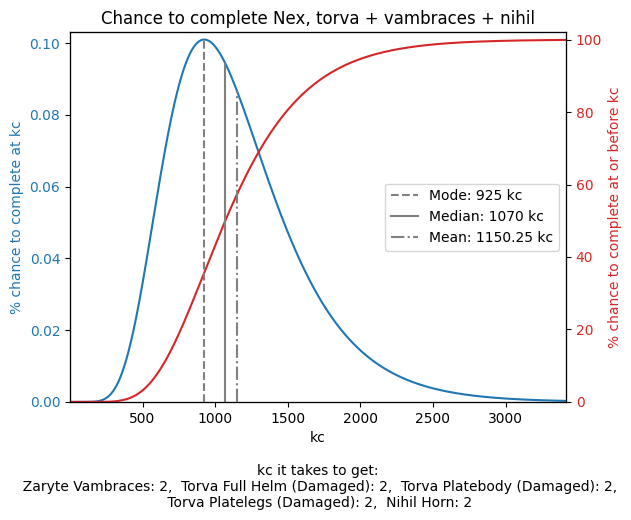 Chance to complete Nex, torva + vambraces + nihil
% chance to complete at kc
0.10
0.08
0.06
0.04
0.02
0.00
Mode: 925 kc
Median: 1070 kc
Mean: 1150.25 kc
100
80
60
40
20
0
% chance to complete at or before kc
500 1000 1500 2000 2500 3000
kc
kc it takes to get:
Zaryte Vambraces: 2, Torva Full Helm (Damaged): 2, Torva Platebody (Damaged): 2,
Torva Platelegs (Damaged): 2, Nihil Horn: 2